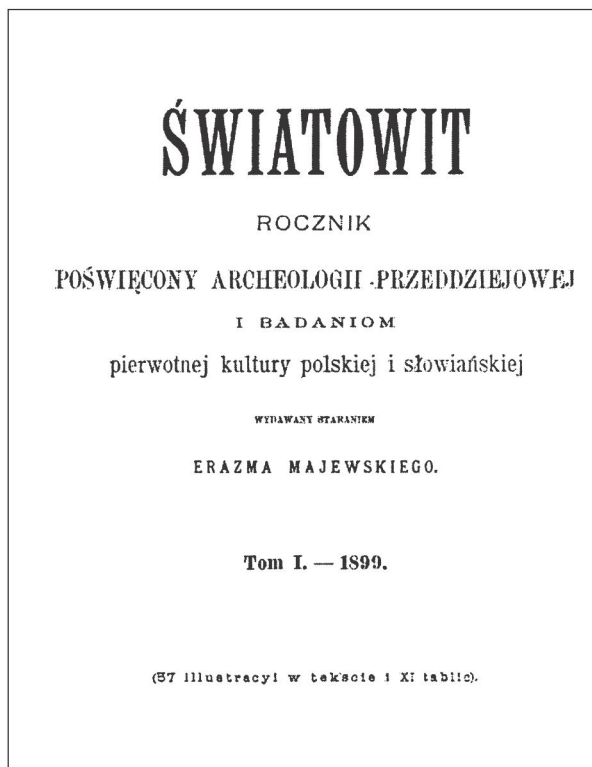 ŚWIATOWIT
ROCZNIK
POŚWIĘCONY ARCHEOLOGII PRZEDDZIEJOWEJ
I BADANIOM
pierwotnej kultury polskiej i słowiańskiej
WYDAWANY STARANIEM
ERAZMA MAJEWSKIEGO.
Tom I. — 1899.
(57 illustracyi w tekscie i XI tablic).